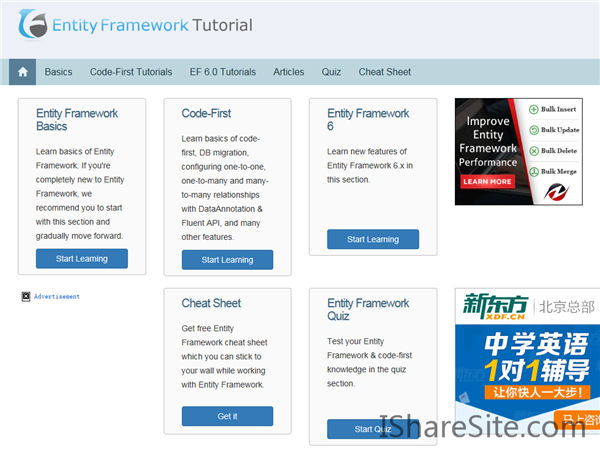 Entity Framework Tutorial
Basics
Code-First Tutorials
EF 6.0 Tutorials
Articles
Quiz
Cheat Sheet
Entity Framework
Basics
Learn basics of Entity
Framework. If you're
completely new to Entity
Framework, we
recommend you to start
with this section and
gradually move forward.
Start Learning
Code-First
Learn basics of code-
first, DB migration,
configuring one-to-one,
one-to-many and many-
to-many relationships
with DataAnnotation &
Fluent API, and many
other features.
Start Learning
Entity Framework
6
Learn new features of
Entity Framework 6.x in
this section.
Start Learning
Improve
Entity
Framework
Performance
LEARN MORE
Bulk Insert
Bulk Update
Bulk Delete
Bulk Merge
Advertisement
Cheat Sheet
Get free Entity
Framework cheat sheet
which you can stick to
your wall while working
with Entity Framework.
Get it
Entity Framework
Quiz
Test your Entity
Framework & code-first
knowledge in the quiz
section.
Start Quiz
新东方
XDF.CN
北京总部
中学英语
1对1辅导
让你快人一大步!
马上咨
IShareSite.com